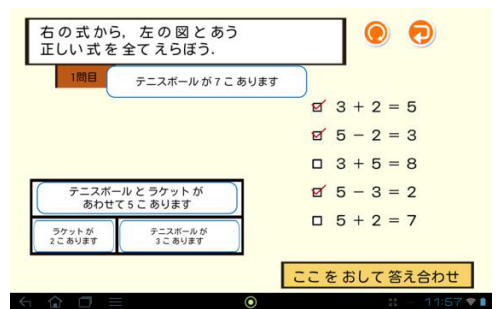 右の式から，左の図とあう
正しい式を全てえらぼう．
1問目
テニスボールが7こあります
3 + 2 = 5
5 − 2 = 3
3 + 5 = 8
5 − 3 = 2
5 + 2 = 7
テニスボールとラケットが
あわせて5こあります
ラケットが
2こあります
テニスボールが
3こあります
ここをおして答え合わせ
11:57